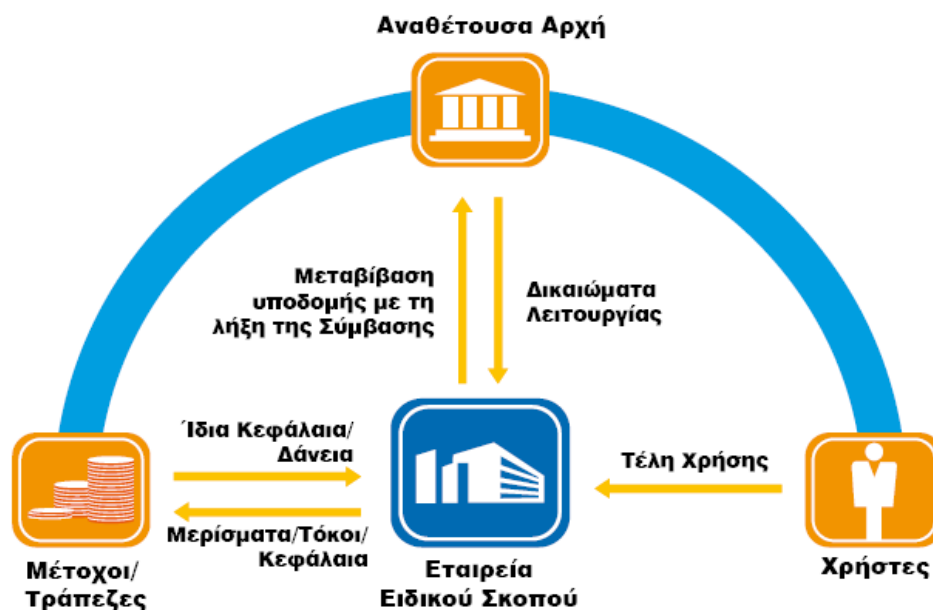 Αναθέτουσα Αρχή
Μεταβίβαση
υποδομής με τη
λήξη της Σύμβασης
Δικαιώματα
Λειτουργίας
Ίδια Κεφάλαια/
Δάνεια
Μερίσματα/Τόκοι/
Κεφάλαια
Τέλη Χρήσης
Μέτοχοι/
Τράπεζες
Εταιρεία
Ειδικού Σκοπού
Χρήστες